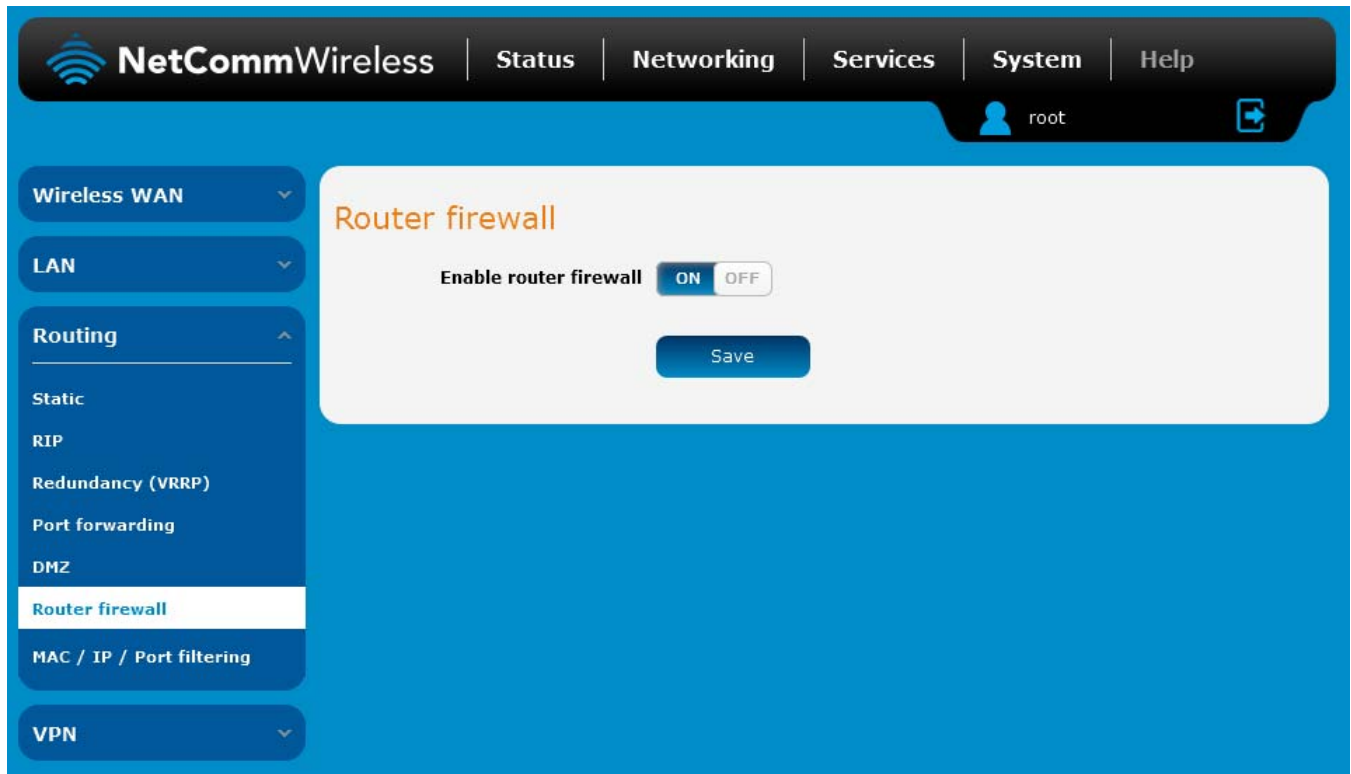 NetCommWireless Status Networking Services System Help
root
Wireless WAN
LAN
Routing
Static
RIP
Redundancy (VRRP)
Port forwarding
DMZ
Router firewall
MAC / IP / Port filtering
VPN
Router firewall
Enable router firewall ON OFF
Save